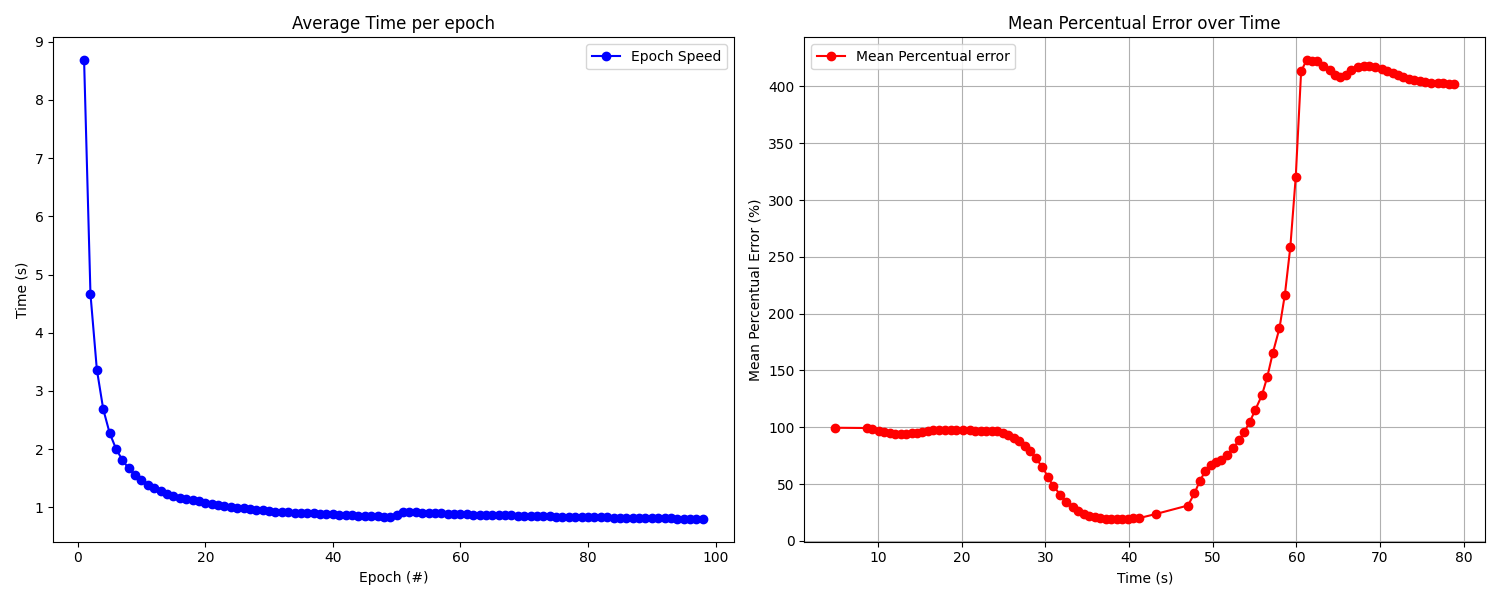 Average Time per epoch
Epoch Speed
9
8
7
6
5
4
3
2
1
Time (s)
0 20 40 60 80 100
Epoch (#)
Mean Percentual Error over Time
Mean Percentual error
400
350
300
250
200
150
100
50
0
Mean Percentual Error (%)
10 20 30 40 50 60 70 80
Time (s)